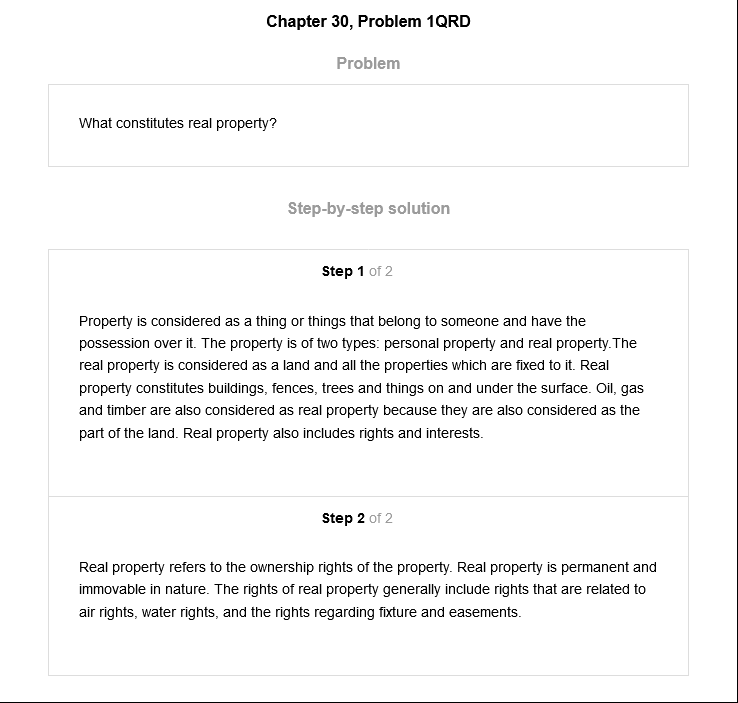 Chapter 30, Problem 1QRD
Problem
What constitutes real property?
Step-by-step solution
Step 1 of 2
Property is considered as a thing or things that belong to someone and have the
possession over it. The property is of two types: personal property and real property.The
real property is considered as a land and all the properties which are fixed to it. Real
property constitutes buildings, fences, trees and things on and under the surface. Oil, gas
and timber are also considered as real property because they are also considered as the
part of the land. Real property also includes rights and interests.
Step 2 of 2
Real property refers to the ownership rights of the property. Real property is permanent and
immovable in nature. The rights of real property generally include rights that are related to
air rights, water rights, and the rights regarding fixture and easements.